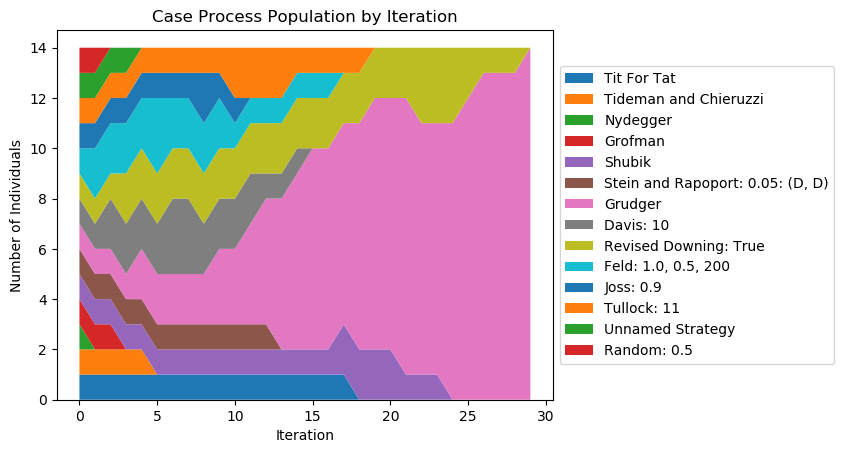 Case Process Population by Iteration
14
12
10
8
6
4
2
0
Number of Individuals
0 5 10 15 20 25 30
Iteration
Tit For Tat
Tideman and Chieruzzi
Nydegger
Grofman
Shubik
Stein and Rapoport: 0.05: (D, D)
Grudger
Davis: 10
Revised Downing: True
Feld: 1.0, 0.5, 200
Joss: 0.9
Tullock: 11
Unnamed Strategy
Random: 0.5